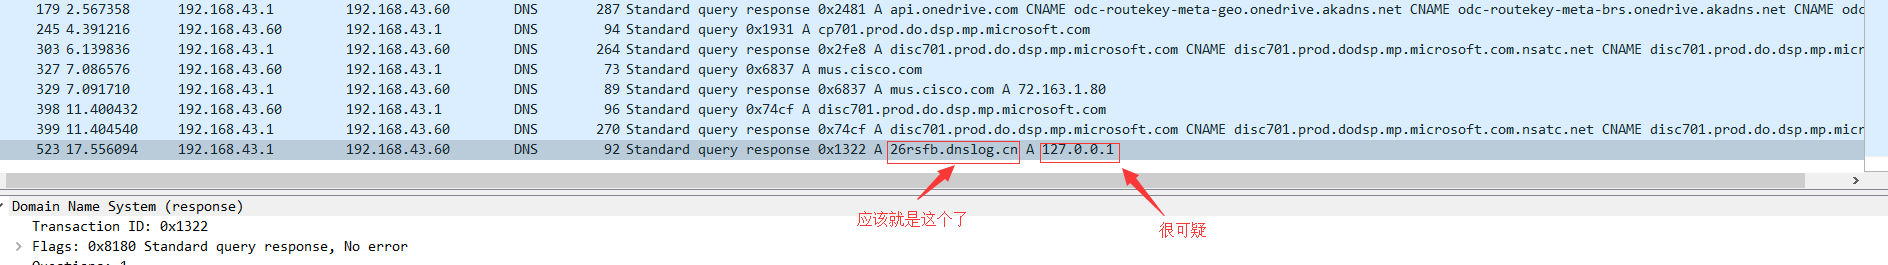 179 2.567358 192.168.43.1 192.168.43.60 DNS 287 Standard query response 0x2481 A api.onedrive.com CNAME odc-routekey-meta-geo.onedrive.akadns.net CNAME odc-routekey-meta-brs.onedrive.akadns.net CNAME odc
245 4.391216 192.168.43.60 192.168.43.1 DNS 94 Standard query 0x1931 A cp701.prod.do.dsp.mp.microsoft.com
303 6.139836 192.168.43.1 192.168.43.60 DNS 264 Standard query response 0x2fe8 A disc701.prod.do.dsp.mp.microsoft.com CNAME disc701.prod.dodsp.mp.microsoft.com.nsatc.net CNAME disc701.prod.do.dsp.mp.micr
327 7.086576 192.168.43.60 192.168.43.1 DNS 73 Standard query 0x6837 A mus.cisco.com
329 7.091710 192.168.43.1 192.168.43.60 DNS 89 Standard query response 0x6837 A mus.cisco.com A 72.163.1.80
398 11.400432 192.168.43.60 192.168.43.1 DNS 96 Standard query 0x74cf A disc701.prod.do.dsp.mp.microsoft.com
399 11.404540 192.168.43.1 192.168.43.60 DNS 270 Standard query response 0x74cf A disc701.prod.do.dsp.mp.microsoft.com CNAME disc701.prod.dodsp.mp.microsoft.com.nsatc.net CNAME disc701.prod.do.dsp.mp.micr
523 17.556094 192.168.43.1 192.168.43.60 DNS 92 Standard query response 0x1322 A 26rsfb.dnslog.cn A 127.0.0.1
应该就是这个了
很可疑
Domain Name System (response)
Transaction ID: 0x1322
Flags: 0x8180 Standard query response, No error
Questions: 1